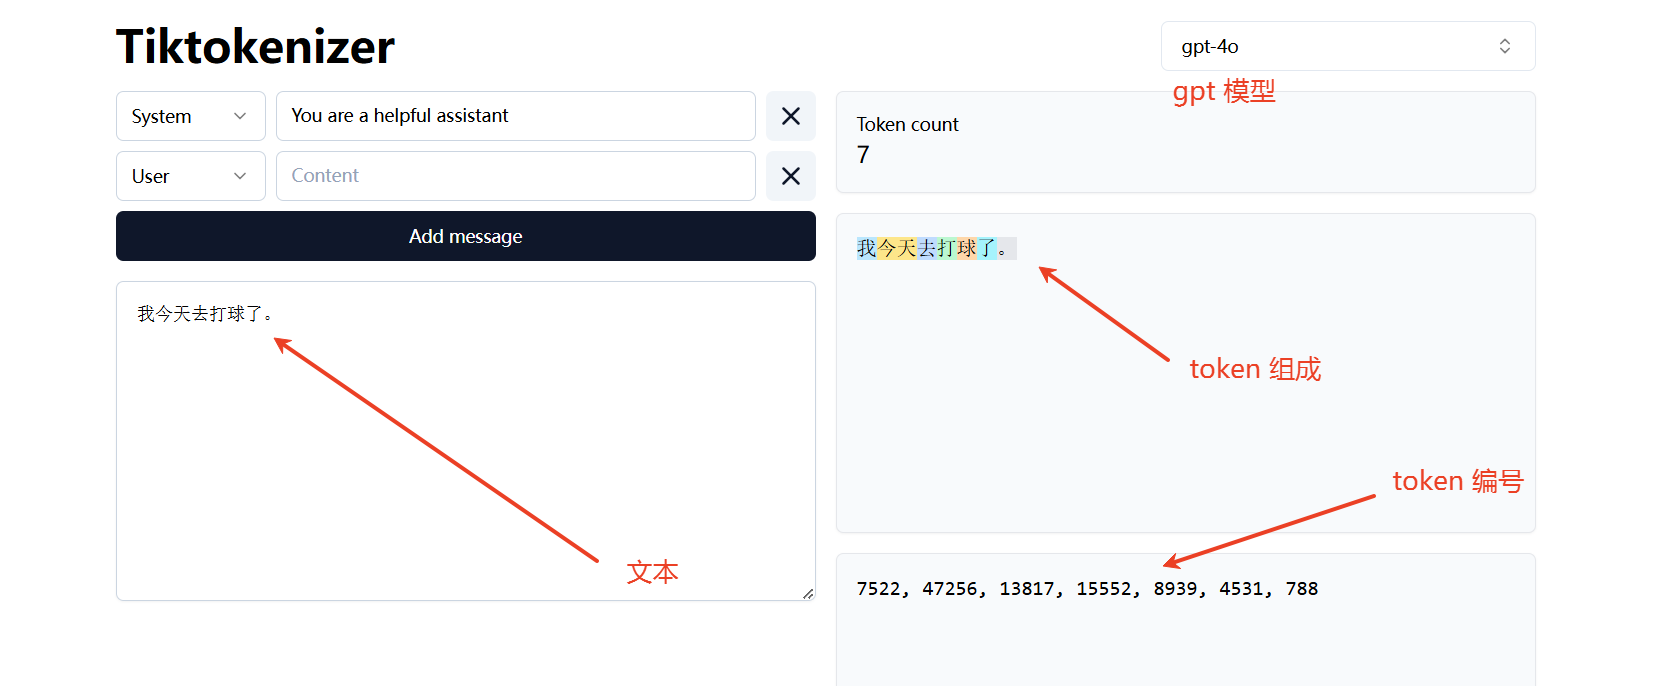 Tiktokenizer
gpt-4o
gpt 模型
System
You are a helpful assistant
User
Content
Add message
我今天去打球了。
文本
Token count
7
我今天去打球了。
token 组成
token 编号
7522, 47256, 13817, 15552, 8939, 4531, 788